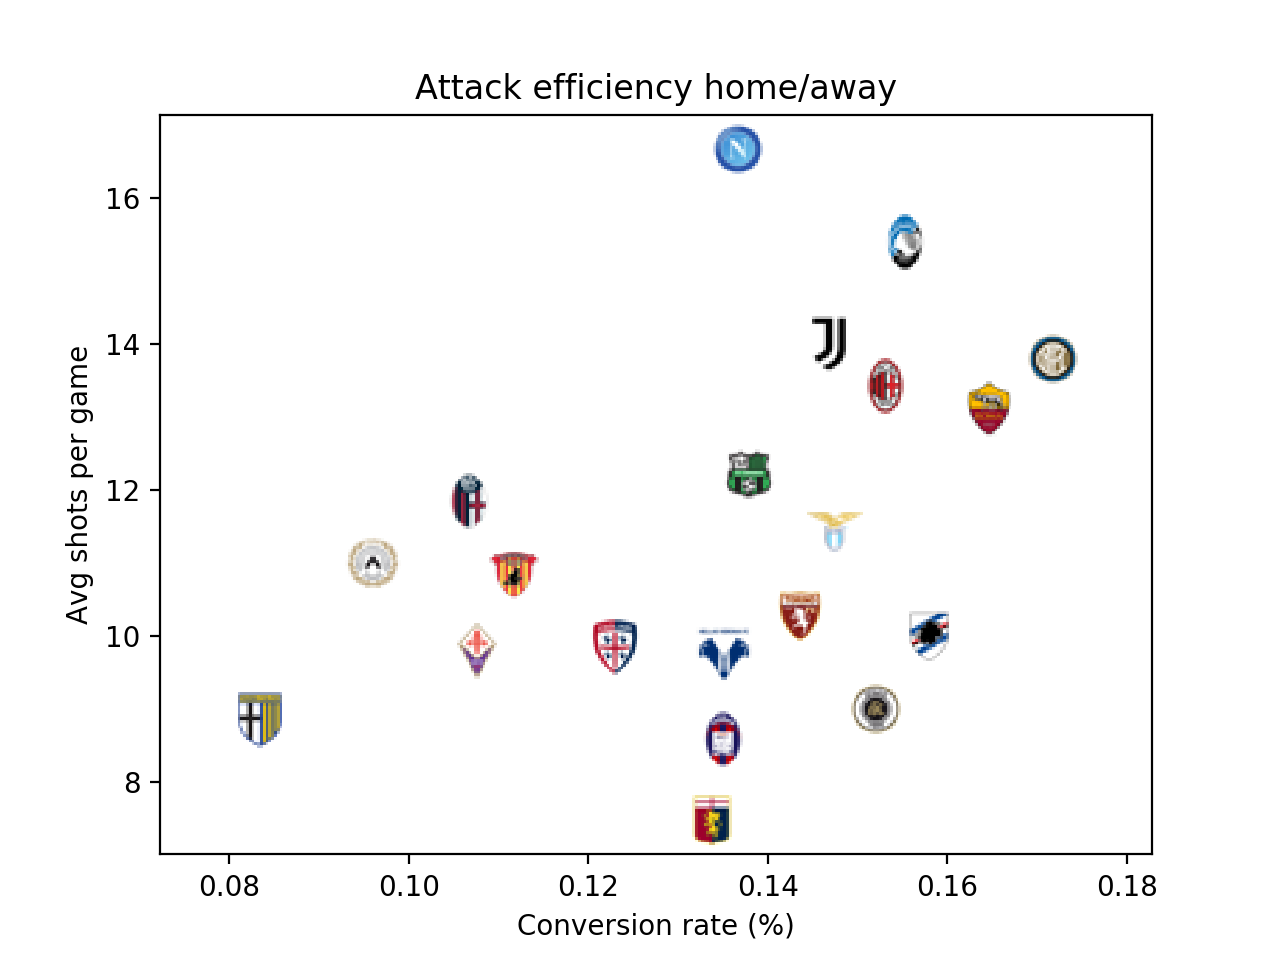 Attack efficiency home/away
Avg shots per game
16
14
12
10
8
0.08 0.10 0.12 0.14 0.16 0.18
Conversion rate (%)
N